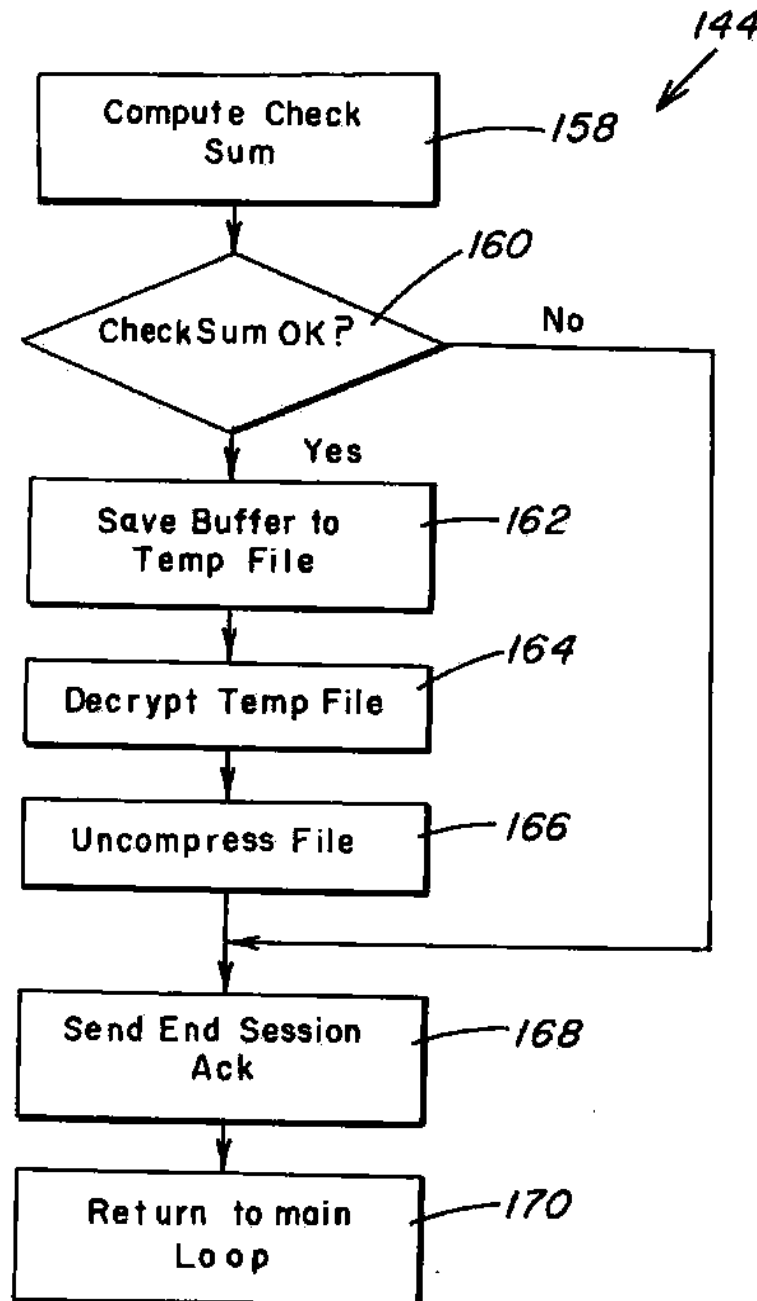 144
Compute Check
Sum
158
160
CheckSum OK?
No
Yes
Save Buffer to
Temp File
162
Decrypt Temp File
164
Uncompress File
166
Send End Session
Ack
168
Return to main
Loop
170